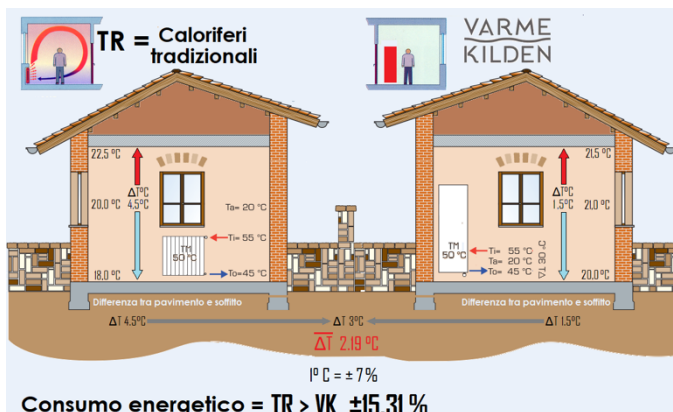 TR = Caloriferi
tradizionali
VARME
KILDEN
22.5 °C
ΔT°C
4,5°C
20.0 °C
18.0°C
Ta= 20 °C
Ti= 55 °C
TM
50 °C
To=45 °C
Differenza tra pavimento e soffitto
21.5 °C
ΔT°C
1.5°C
21.0 °C
20.0°C
TM
50°C
Ti= 55 °C
Ta= 20 °C
To= 45 °C
ΔT 30 °C
Differenza tra pavimento e soffitto
ΔT 4.5°C
ΔT 3°C
ΔT 1.5°C
ΔT 2.19 °C
1° C = ± 7%
Consumo energetico = TR > VK ±15.31 %